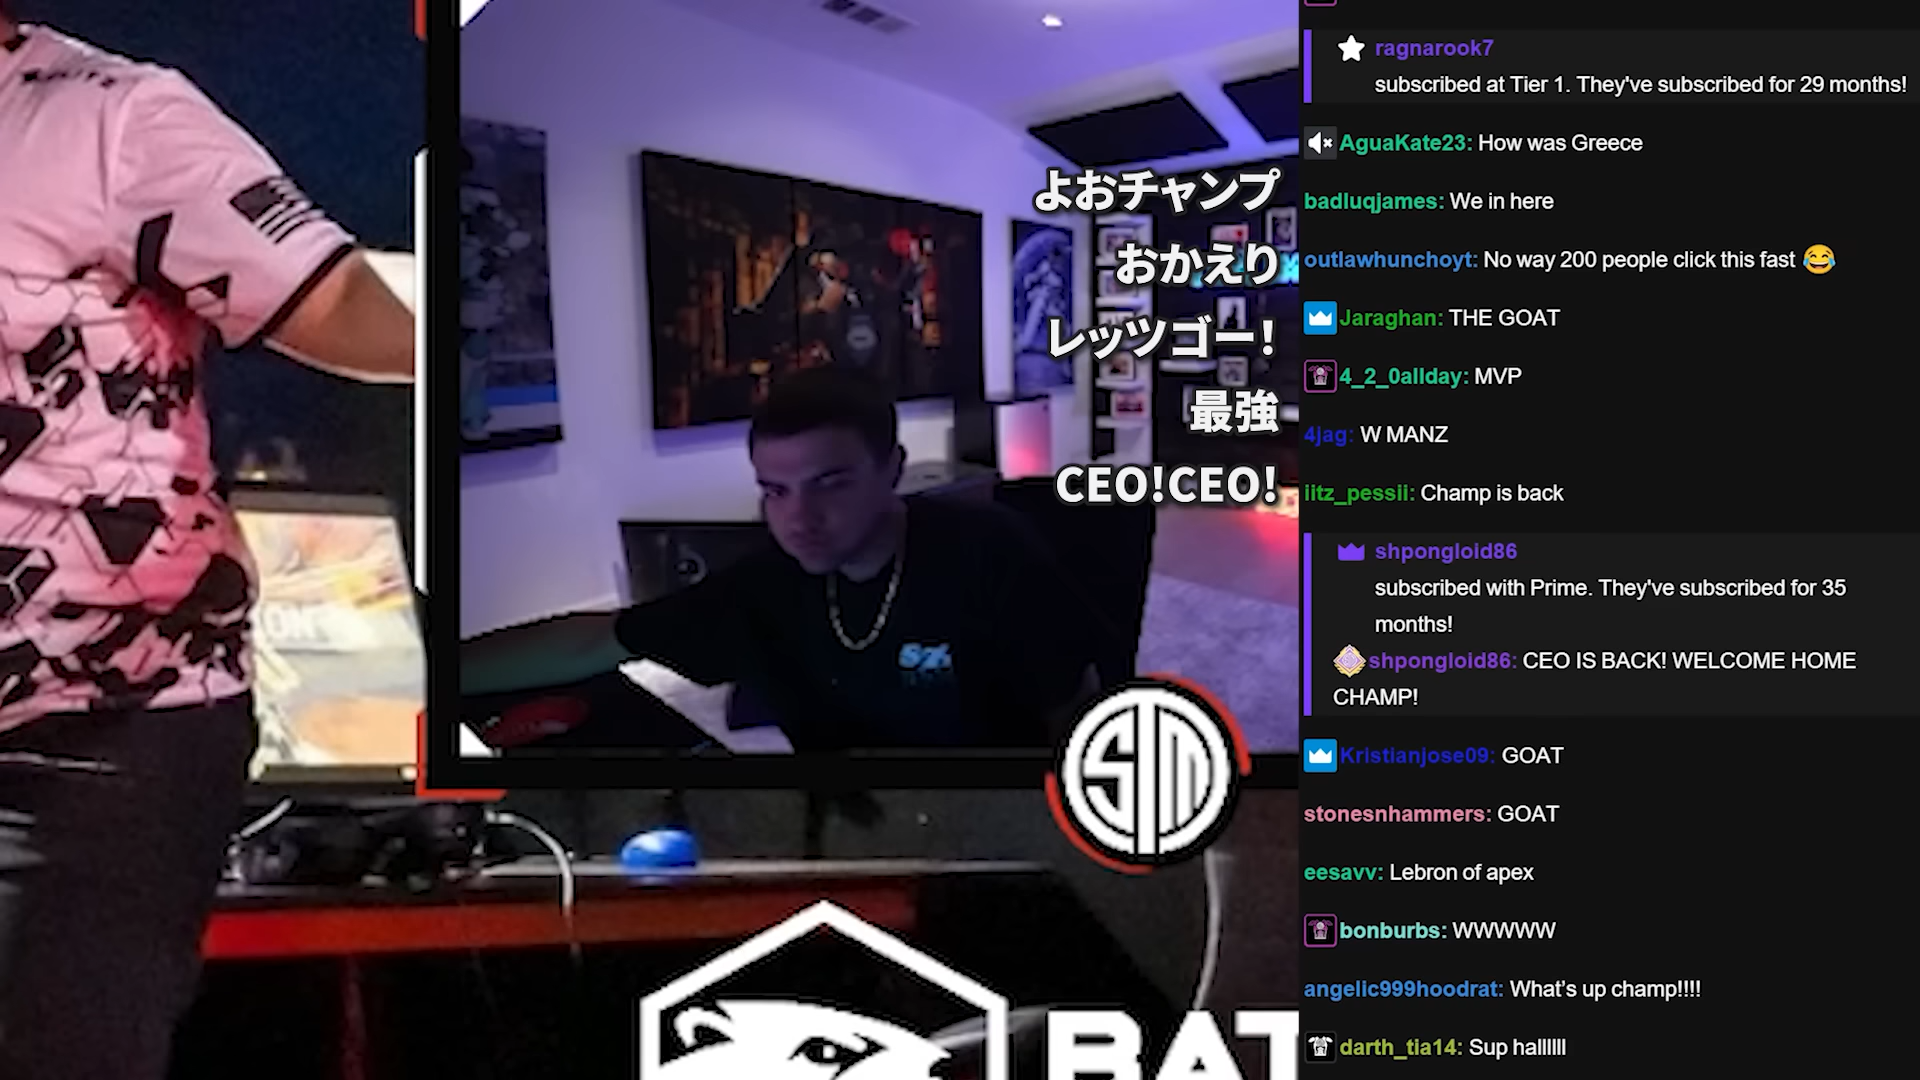 ragnarook7
subscribed at Tier 1. They've subscribed for 29 months!
AguaKate23: How was Greece
badluqjames: We in here
outlawhunchoyt: No way 200 people click this fast 😂
Jaraghan: THE GOAT
4_2_0allday: MVP
4jag: W MANZ
iitz_pessii: Champ is back
shpongloid86
subscribed with Prime. They've subscribed for 35
months!
shpongloid86: CEO IS BACK! WELCOME HOME
CHAMP!
Kristianjose09: GOAT
stonesnhammers: GOAT
eesavv: Lebron of apex
bonburbs: WWWWW
angelic999hoodrat: What's up champ!!!!
darth_tia14: Sup hallllll
よおチャンプ
おかえり
レッツゴー！
最強
CEO!CEO!
TSM
BAT